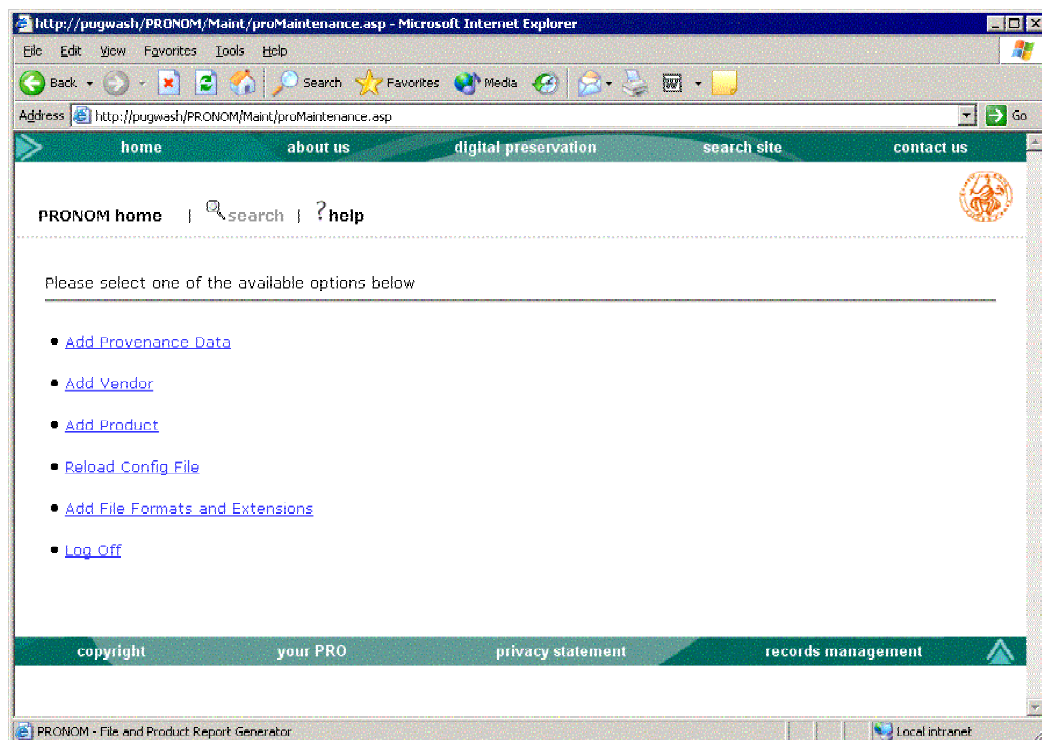 http://pugwash/PRONOM/Maint/proMaintenance.asp - Microsoft Internet Explorer
File Edit View Favorites Tools Help
Back Search Favorites Media
Address http://pugwash/PRONOM/Maint/proMaintenance.asp Go
home about us digital preservation search site contact us
PRONOM home | search | ? help
Please select one of the available options below
• Add Provenance Data
• Add Vendor
• Add Product
• Reload Config File
• Add File Formats and Extensions
• Log Off
copyright your PRO privacy statement records management
PRONOM - File and Product Report Generator Local intranet